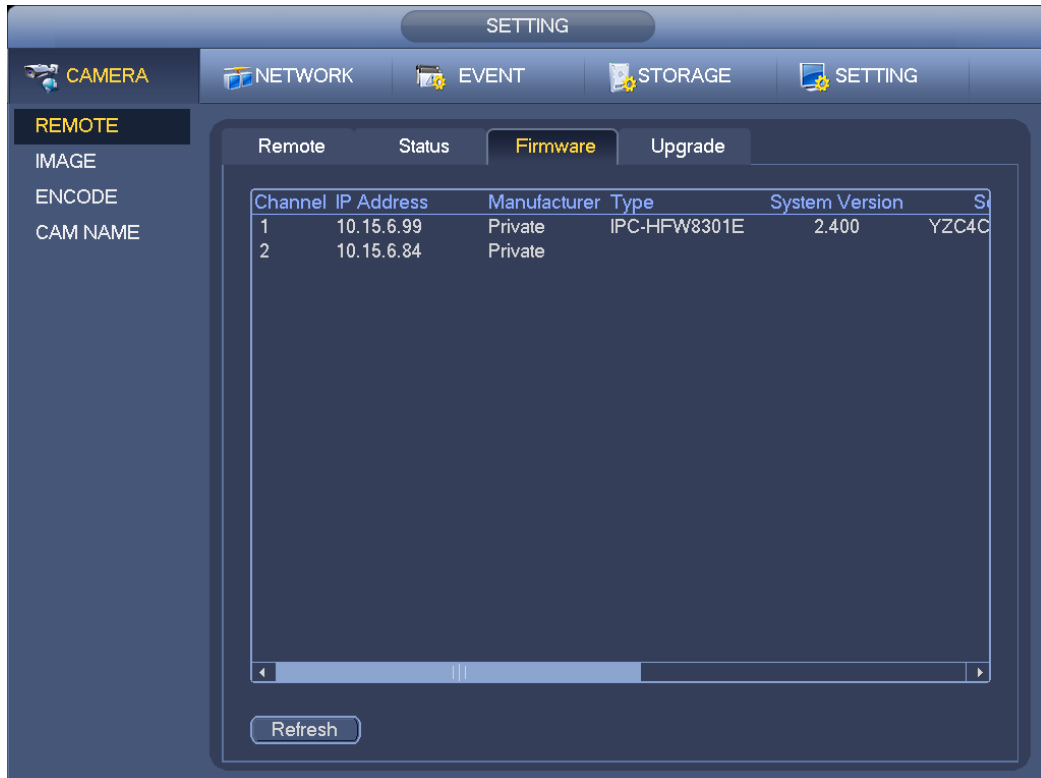 SETTING
CAMERA NETWORK EVENT STORAGE SETTING
REMOTE
IMAGE
ENCODE
CAM NAME
Remote Status Firmware Upgrade
Channel IP Address Manufacturer Type System Version
1 10.15.6.99 Private IPC-HFW8301E 2.400 YZC4C
2 10.15.6.84 Private
Refresh